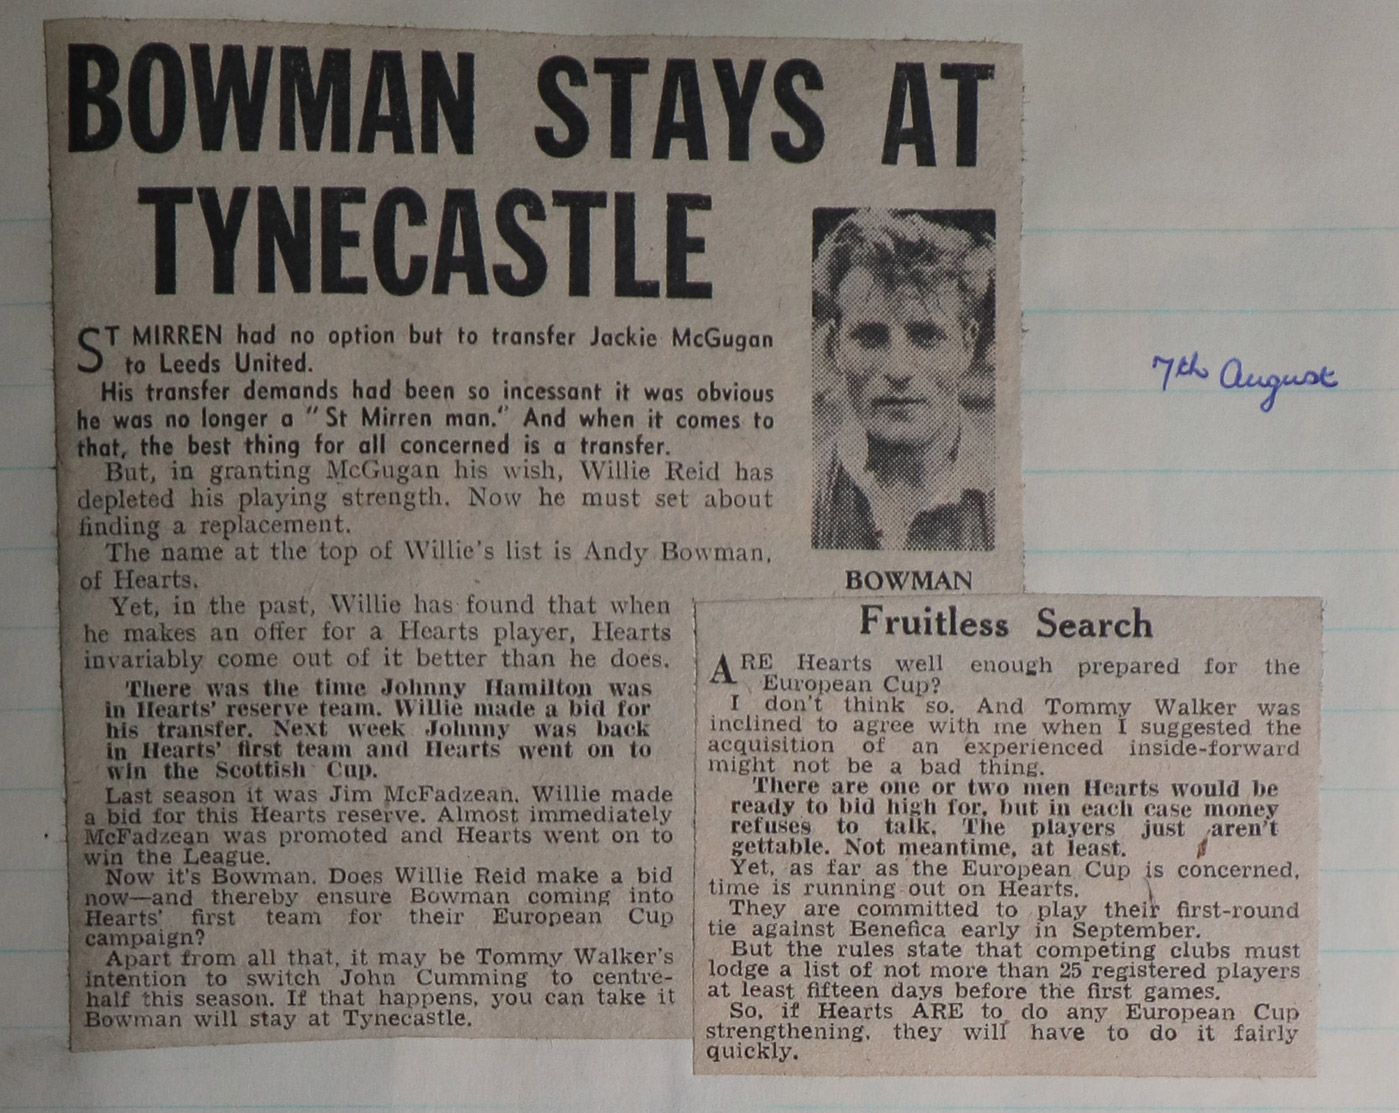 BOWMAN STAYS AT
TYNECASTLE
ST MIRREN had no option but to transfer Jackie McGugan
to Leeds United.
His transfer demands had been so incessant it was obvious
he was no longer a "St Mirren man." And when it comes to
that, the best thing for all concerned is a transfer.
But, in granting McGugan his wish, Willie Reid has
depleted his playing strength. Now he must set about
finding a replacement.
The name at the top of Willie's list is Andy Bowman,
of Hearts.
Yet, in the past, Willie has found that when
he makes an offer for a Hearts player, Hearts
invariably come out of it better than he does.
There was the time Johnny Hamilton was
in Hearts' reserve team. Willie made a bid for
his transfer. Next week Johnny was back
in Hearts' first team and Hearts went on to
win the Scottish Cup.
Last season it was Jim McFadzean. Willie made
a bid for this Hearts reserve. Almost immediately
McFadzean was promoted and Hearts went on to
win the League.
Now it's Bowman. Does Willie Reid make a bid
now—and thereby ensure Bowman coming into
Hearts' first team for their European Cup
campaign?
Apart from all that, it may be Tommy Walker's
intention to switch John Cumming to centre-
half this season. If that happens, you can take it
Bowman will stay at Tynecastle.
BOWMAN
Fruitless Search
ARE Hearts well enough prepared for the
European Cup?
I don't think so. And Tommy Walker was
inclined to agree with me when I suggested the
acquisition of an experienced inside-forward
might not be a bad thing.
There are one or two men Hearts would be
ready to bid high for, but in each case money
refuses to talk. The players just aren't
gettable. Not meantime, at least.
Yet, as far as the European Cup is concerned,
time is running out on Hearts.
They are committed to play their first-round
tie against Benefica early in September.
But the rules state that competing clubs must
lodge a list of not more than 25 registered players
at least fifteen days before the first games.
So, if Hearts ARE to do any European Cup
strengthening, they will have to do it fairly
quickly.
7th August